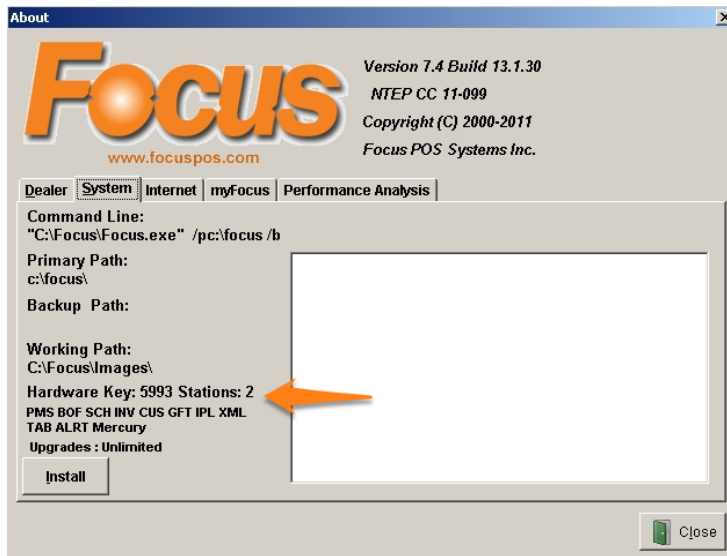 About
Focus
www.focuspos.com
Version 7.4 Build 13.1.30
NTEP CC 11-099
Copyright (C) 2000-2011
Focus POS Systems Inc.
Dealer System Internet myFocus Performance Analysis
Command Line:
"C:\Focus\Focus.exe" /pc:\focus /b
Primary Path:
c:\focus\
Backup Path:
Working Path:
C:\Focus\Images\
Hardware Key: 5993 Stations: 2
PMS BOF SCH INV CUS GFT IPL XML
TAB ALRT Mercury
Upgrades : Unlimited
Install
Close